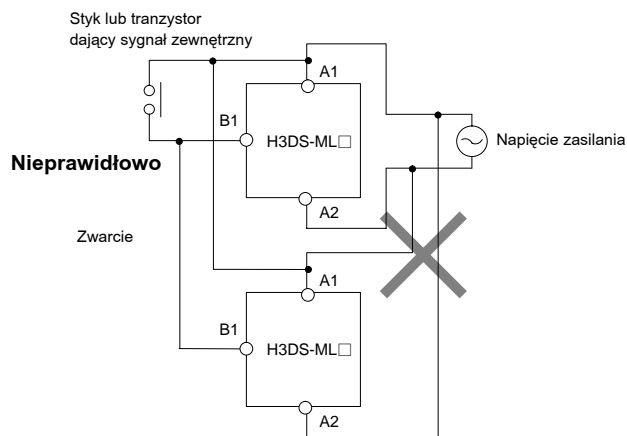 Styk lub tranzystor
dający sygnał zewnętrzny
A1
B1
H3DS-ML□
Napięcie zasilania
Nieprawidłowo
A2
Zwarcie
A1
B1
H3DS-ML□
A2